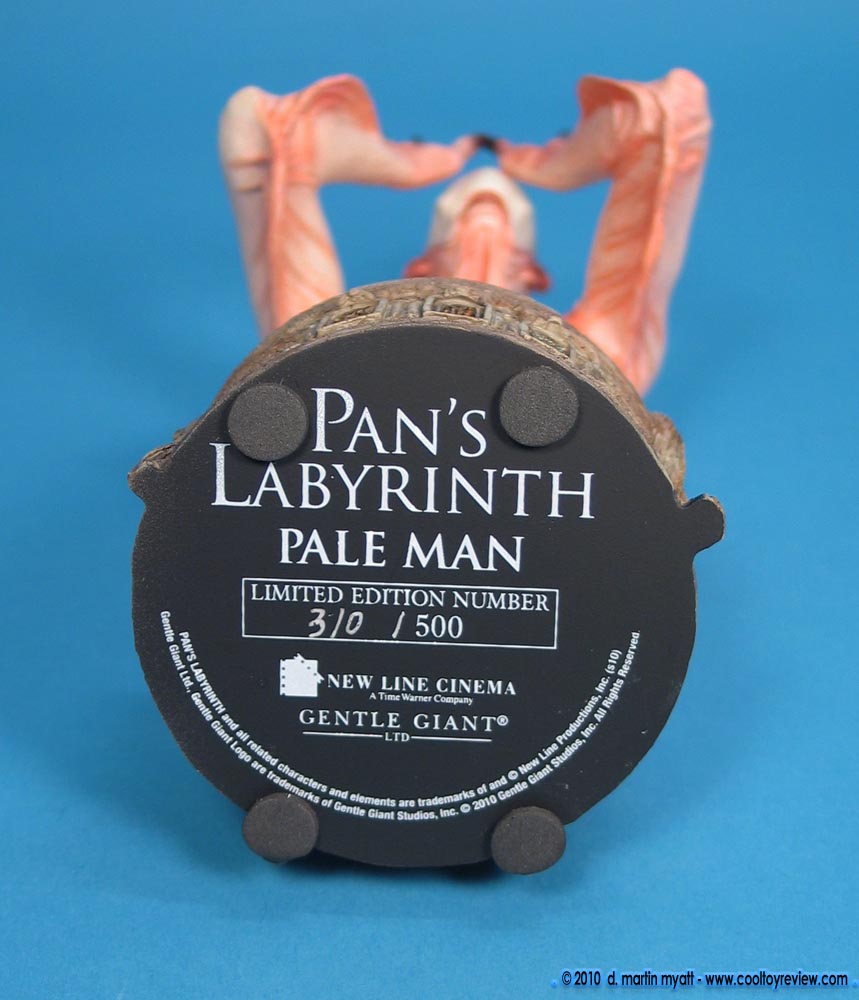 PAN'S
LABYRINTH
PALE MAN
LIMITED EDITION NUMBER
310 / 500
NEW LINE CINEMA
A Time Warner Company
GENTLE GIANT®
LTD
PAN'S LABYRINTH and all related characters and elements are trademarks of and © New Line Productions, Inc. (s10)
Gentle Giant Ltd., Gentle Giant Logo are trademarks of Gentle Giant Studios, Inc. © 2010 Gentle Giant Studios, Inc. All Rights Reserved.
© 2010 d. martin myatt - www.cooltoyreview.com